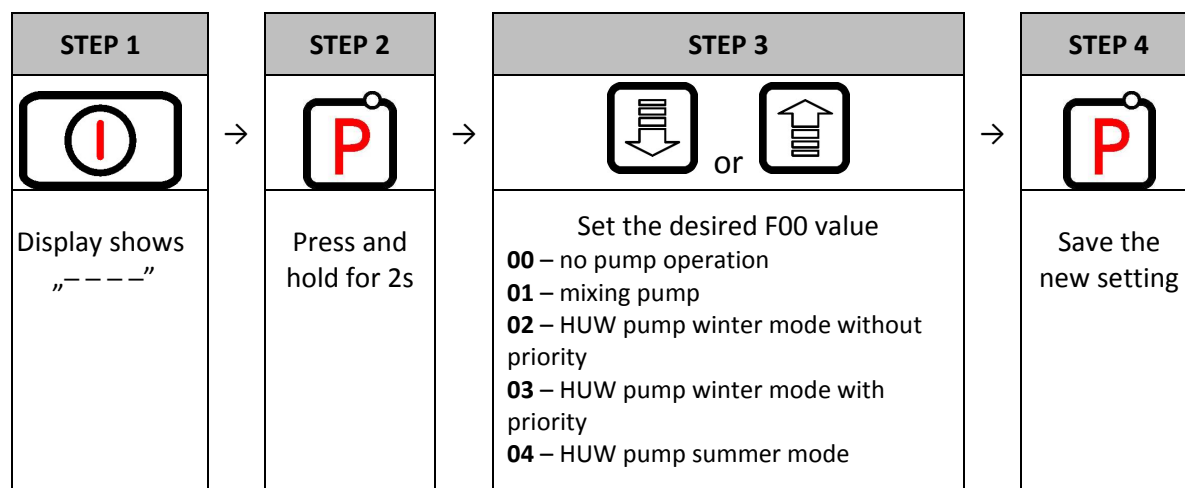 STEP 1
STEP 2
STEP 3
STEP 4
I
→
P
→
or
→
P
Display shows
„– – – –”
Press and
hold for 2s
Set the desired F00 value
00 – no pump operation
01 – mixing pump
02 – HUW pump winter mode without
priority
03 – HUW pump winter mode with
priority
04 – HUW pump summer mode
Save the
new setting